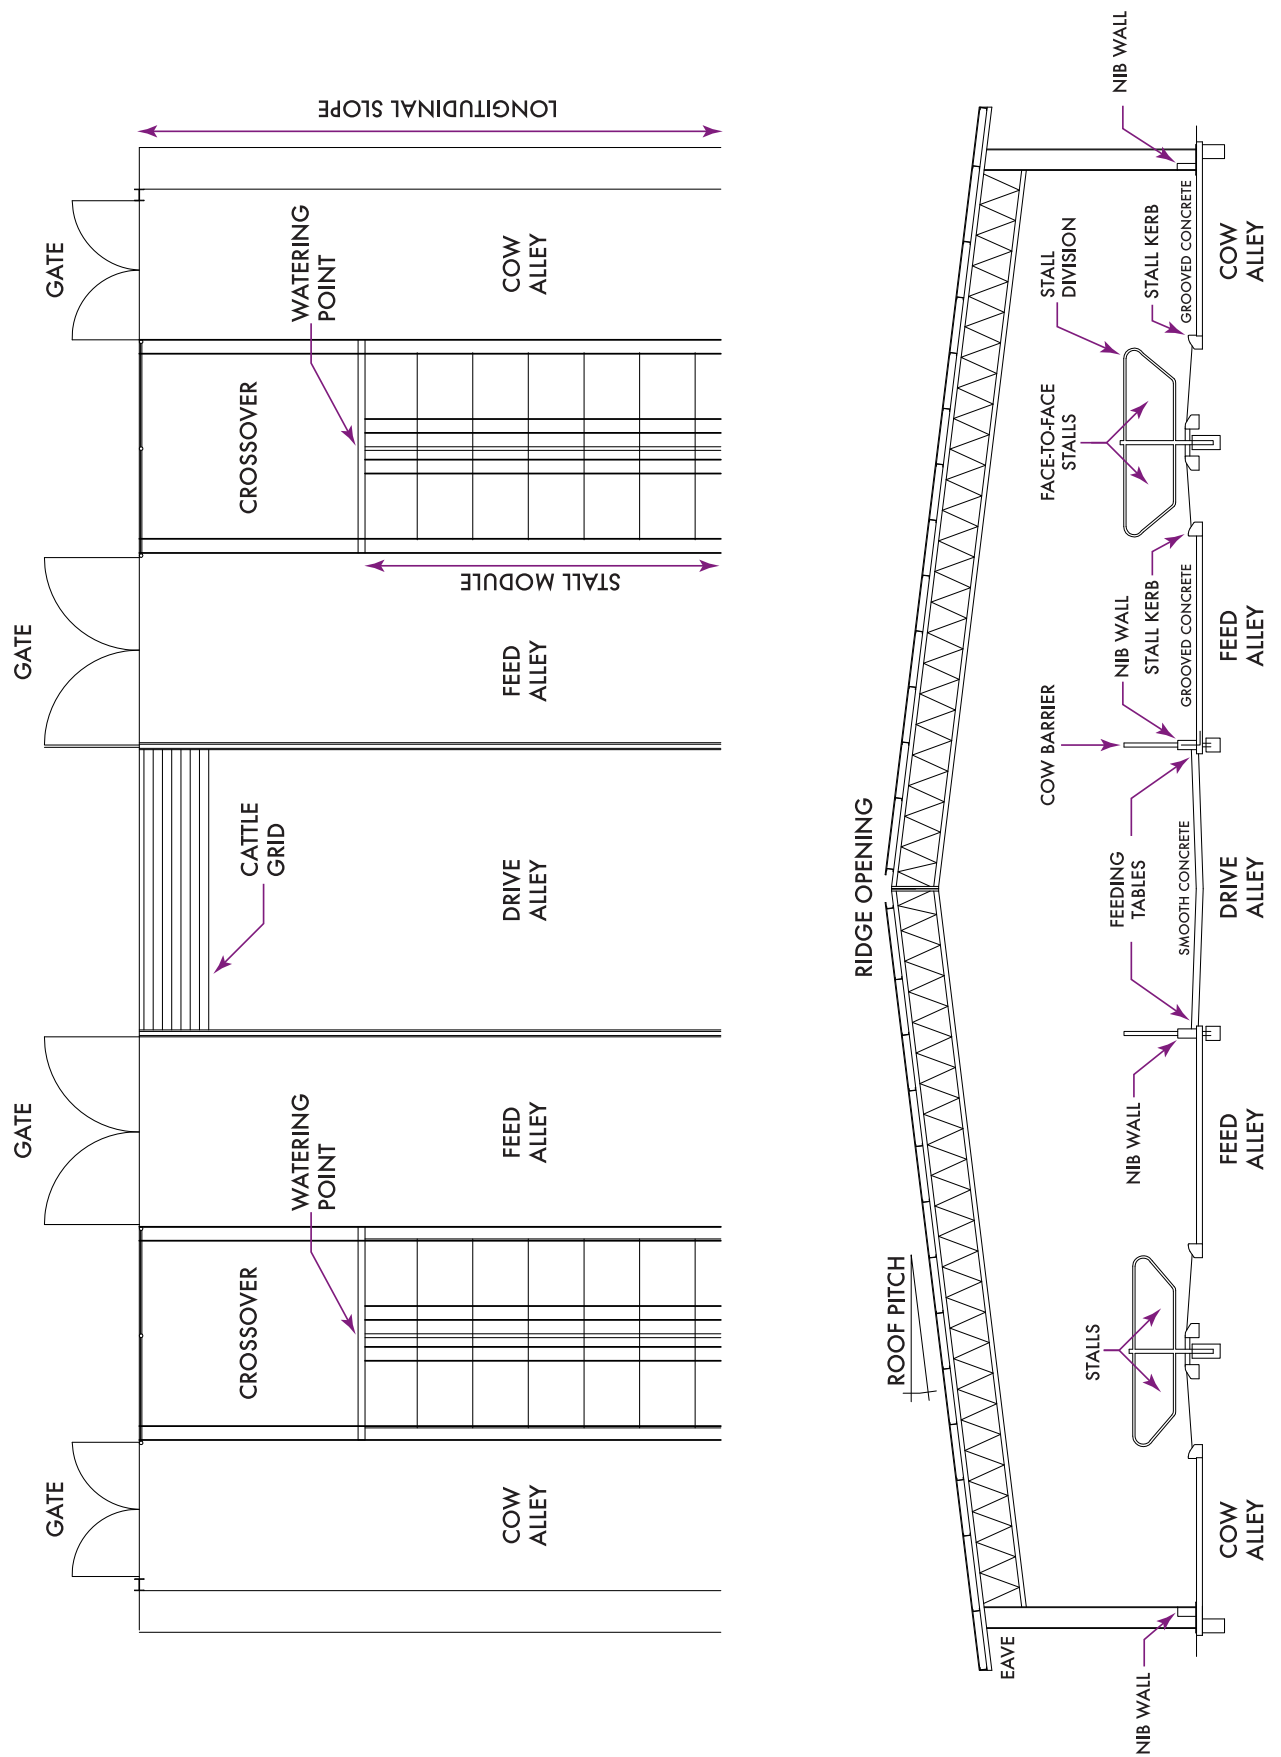 GATE
GATE
GATE
GATE
COW
ALLEY
CROSSOVER
WATERING
POINT
FEED
ALLEY
CATTLE
GRID
DRIVE
ALLEY
FEED
ALLEY
STALL MODULE
CROSSOVER
WATERING
POINT
COW
ALLEY
LONGITUDINAL SLOPE
RIDGE OPENING
ROOF PITCH
EAVE
NIB WALL
STALLS
NIB WALL
FEEDING
TABLES
SMOOTH CONCRETE
COW BARRIER
NIB WALL
STALL KERB
GROOVED CONCRETE
FACE-TO-FACE
STALLS
STALL
DIVISION
STALL KERB
GROOVED CONCRETE
NIB WALL
COW
ALLEY
FEED
ALLEY
DRIVE
ALLEY
FEED
ALLEY
COW
ALLEY